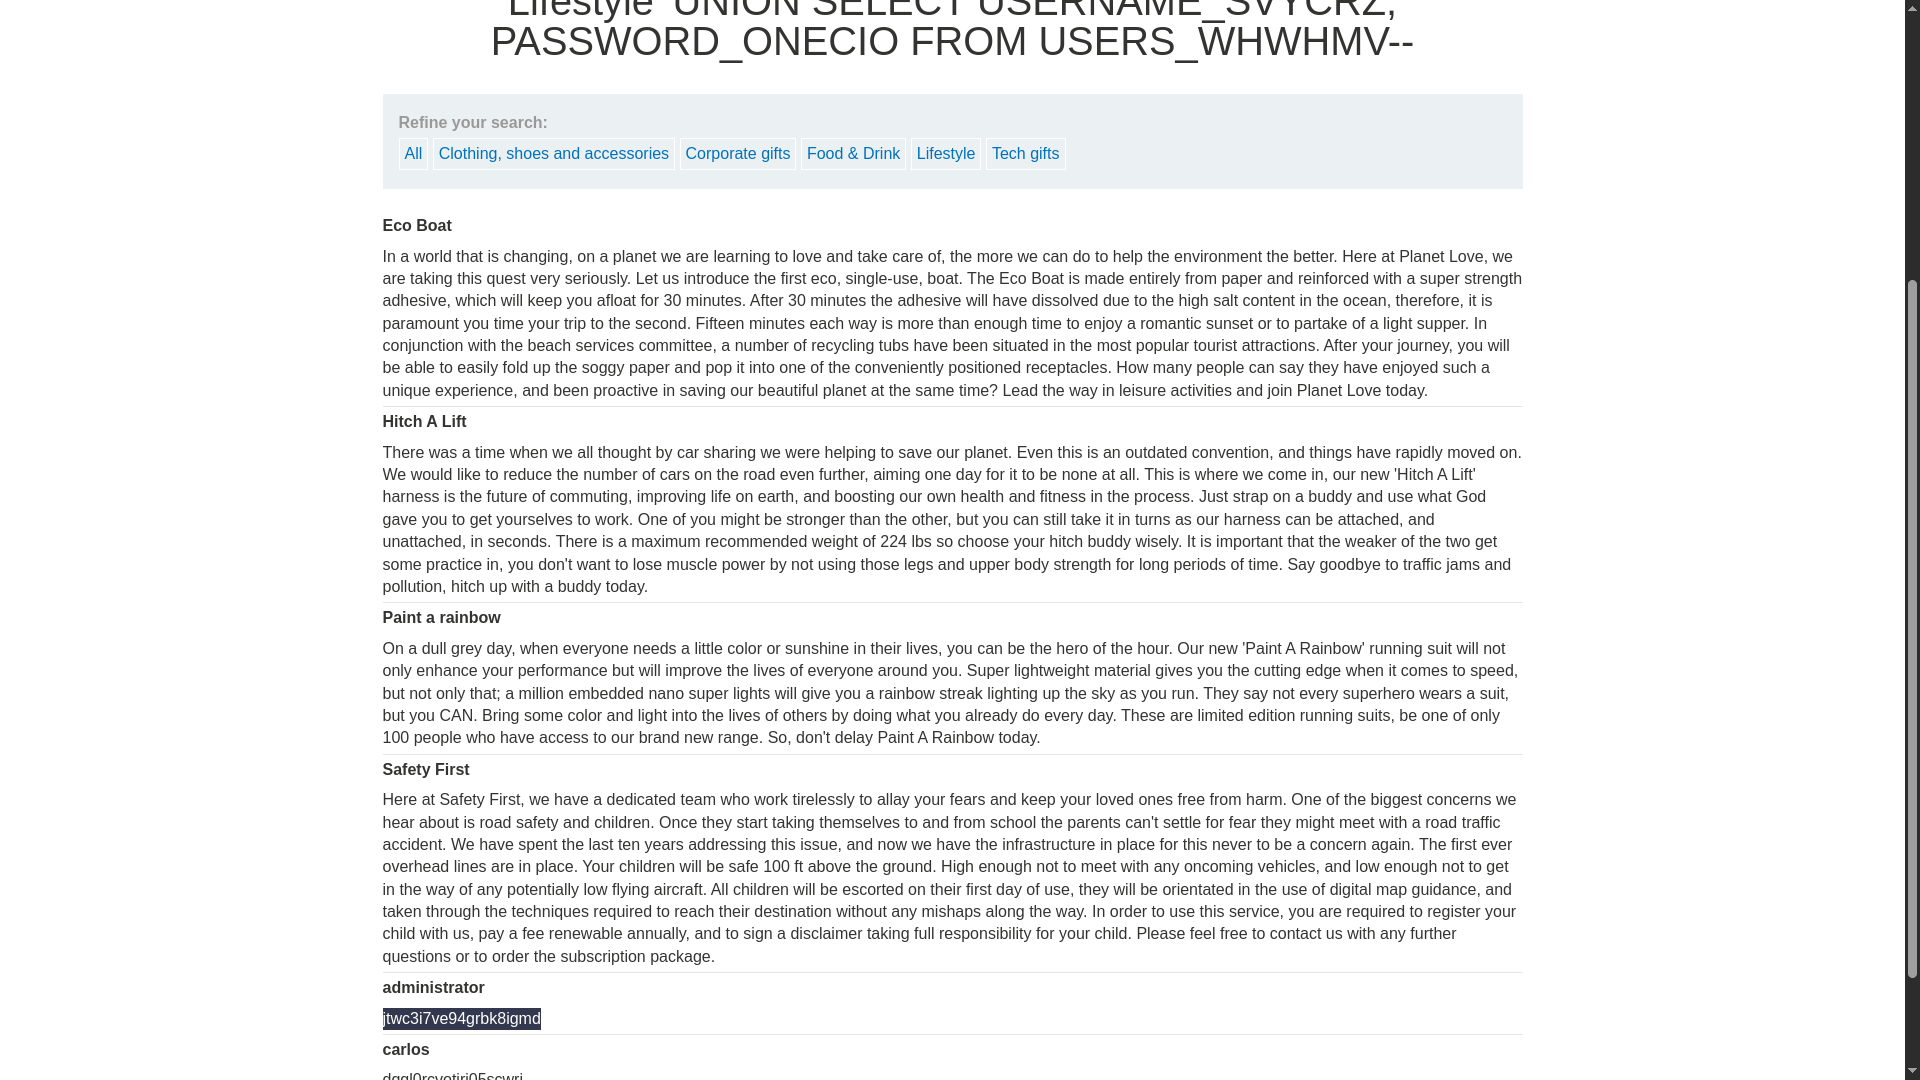 Lifestyle' UNION SELECT USERNAME_SVYCRZ,
PASSWORD_ONECIO FROM USERS_WHWHMV--
Refine your search:
All Clothing, shoes and accessories Corporate gifts Food & Drink Lifestyle Tech gifts
Eco Boat
In a world that is changing, on a planet we are learning to love and take care of, the more we can do to help the environment the better. Here at Planet Love, we
are taking this quest very seriously. Let us introduce the first eco, single-use, boat. The Eco Boat is made entirely from paper and reinforced with a super strength
adhesive, which will keep you afloat for 30 minutes. After 30 minutes the adhesive will have dissolved due to the high salt content in the ocean, therefore, it is
paramount you time your trip to the second. Fifteen minutes each way is more than enough time to enjoy a romantic sunset or to partake of a light supper. In
conjunction with the beach services committee, a number of recycling tubs have been situated in the most popular tourist attractions. After your journey, you will
be able to easily fold up the soggy paper and pop it into one of the conveniently positioned receptacles. How many people can say they have enjoyed such a
unique experience, and been proactive in saving our beautiful planet at the same time? Lead the way in leisure activities and join Planet Love today.
Hitch A Lift
There was a time when we all thought by car sharing we were helping to save our planet. Even this is an outdated convention, and things have rapidly moved on.
We would like to reduce the number of cars on the road even further, aiming one day for it to be none at all. This is where we come in, our new 'Hitch A Lift'
harness is the future of commuting, improving life on earth, and boosting our own health and fitness in the process. Just strap on a buddy and use what God
gave you to get yourselves to work. One of you might be stronger than the other, but you can still take it in turns as our harness can be attached, and
unattached, in seconds. There is a maximum recommended weight of 224 lbs so choose your hitch buddy wisely. It is important that the weaker of the two get
some practice in, you don't want to lose muscle power by not using those legs and upper body strength for long periods of time. Say goodbye to traffic jams and
pollution, hitch up with a buddy today.
Paint a rainbow
On a dull grey day, when everyone needs a little color or sunshine in their lives, you can be the hero of the hour. Our new 'Paint A Rainbow' running suit will not
only enhance your performance but will improve the lives of everyone around you. Super lightweight material gives you the cutting edge when it comes to speed,
but not only that; a million embedded nano super lights will give you a rainbow streak lighting up the sky as you run. They say not every superhero wears a suit,
but you CAN. Bring some color and light into the lives of others by doing what you already do every day. These are limited edition running suits, be one of only
100 people who have access to our brand new range. So, don't delay Paint A Rainbow today.
Safety First
Here at Safety First, we have a dedicated team who work tirelessly to allay your fears and keep your loved ones free from harm. One of the biggest concerns we
hear about is road safety and children. Once they start taking themselves to and from school the parents can't settle for fear they might meet with a road traffic
accident. We have spent the last ten years addressing this issue, and now we have the infrastructure in place for this never to be a concern again. The first ever
overhead lines are in place. Your children will be safe 100 ft above the ground. High enough not to meet with any oncoming vehicles, and low enough not to get
in the way of any potentially low flying aircraft. All children will be escorted on their first day of use, they will be orientated in the use of digital map guidance, and
taken through the techniques required to reach their destination without any mishaps along the way. In order to use this service, you are required to register your
child with us, pay a fee renewable annually, and to sign a disclaimer taking full responsibility for your child. Please feel free to contact us with any further
questions or to order the subscription package.
administrator
jtwc3i7ve94grbk8igmd
carlos